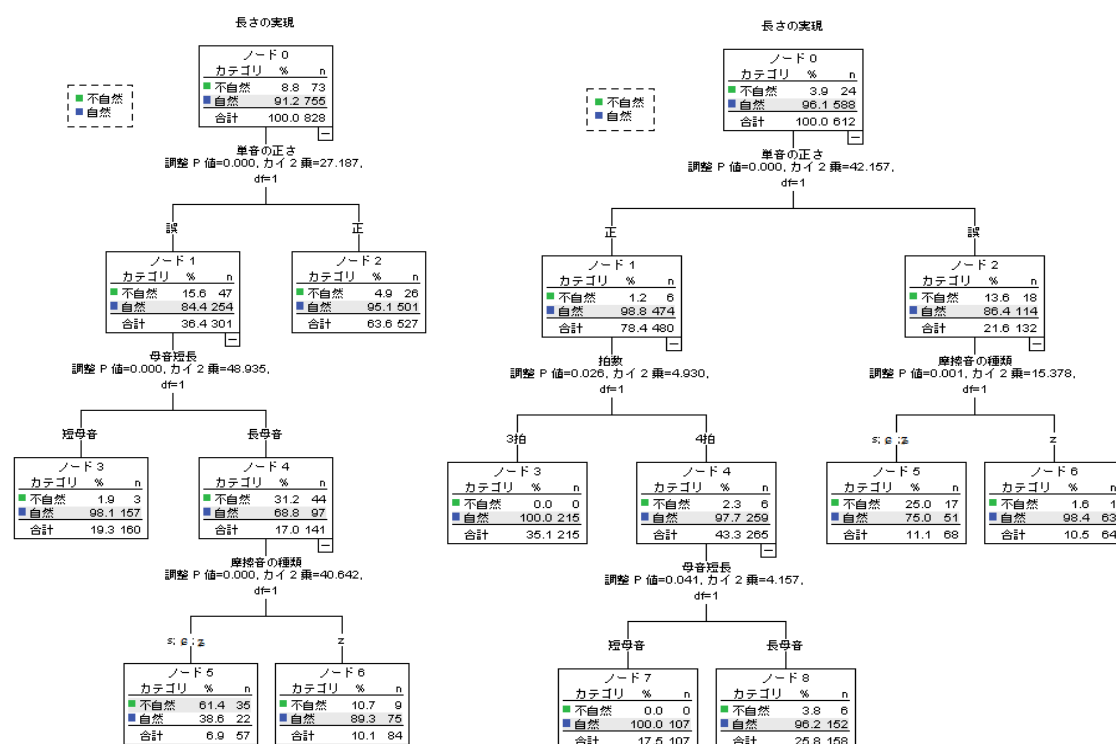 長さの実現
不自然
自然
ノード 0
カテゴリ % n
不自然 8.8 73
自然 91.2 755
合計 100.0 828
単音の正さ
調整 P 値=0.000, カイ 2 乗=27.187,
df=1
誤
正
ノード 1
カテゴリ % n
不自然 15.6 47
自然 84.4 254
合計 36.4 301
ノード 2
カテゴリ % n
不自然 4.9 26
自然 95.1 501
合計 63.6 527
母音短長
調整 P 値=0.000, カイ 2 乗=48.935,
df=1
短母音
長母音
ノード 3
カテゴリ % n
不自然 1.9 3
自然 98.1 157
合計 19.3 160
ノード 4
カテゴリ % n
不自然 31.2 44
自然 68.8 97
合計 17.0 141
摩擦音の種類
調整 P 値=0.000, カイ 2 乗=40.642,
df=1
z
ノード 5
カテゴリ % n
不自然 61.4 35
自然 38.6 22
合計 6.9 57
ノード 6
カテゴリ % n
不自然 10.7 9
自然 89.3 75
合計 10.1 84
長さの実現
不自然
自然
ノード 0
カテゴリ % n
不自然 3.9 24
自然 96.1 588
合計 100.0 612
単音の正さ
調整 P 値=0.000, カイ 2 乗=42.157,
df=1
正
誤
ノード 1
カテゴリ % n
不自然 1.2 6
自然 98.8 474
合計 78.4 480
ノード 2
カテゴリ % n
不自然 13.6 18
自然 86.4 114
合計 21.6 132
拍数
調整 P 値=0.026, カイ 2 乗=4.930,
df=1
摩擦音の種類
調整 P 値=0.001, カイ 2 乗=15.378,
df=1
3拍
4拍
z
ノード 3
カテゴリ % n
不自然 0.0 0
自然 100.0 215
合計 35.1 215
ノード 4
カテゴリ % n
不自然 2.3 6
自然 97.7 259
合計 43.3 265
ノード 5
カテゴリ % n
不自然 25.0 17
自然 75.0 51
合計 11.1 68
ノード 6
カテゴリ % n
不自然 1.6 1
自然 98.4 63
合計 10.5 64
母音短長
調整 P 値=0.041, カイ 2 乗=4.157,
df=1
短母音
長母音
ノード 7
カテゴリ % n
不自然 0.0 0
自然 100.0 107
合計 17.5 107
ノード 8
カテゴリ % n
不自然 3.8 6
自然 96.2 152
合計 25.8 158